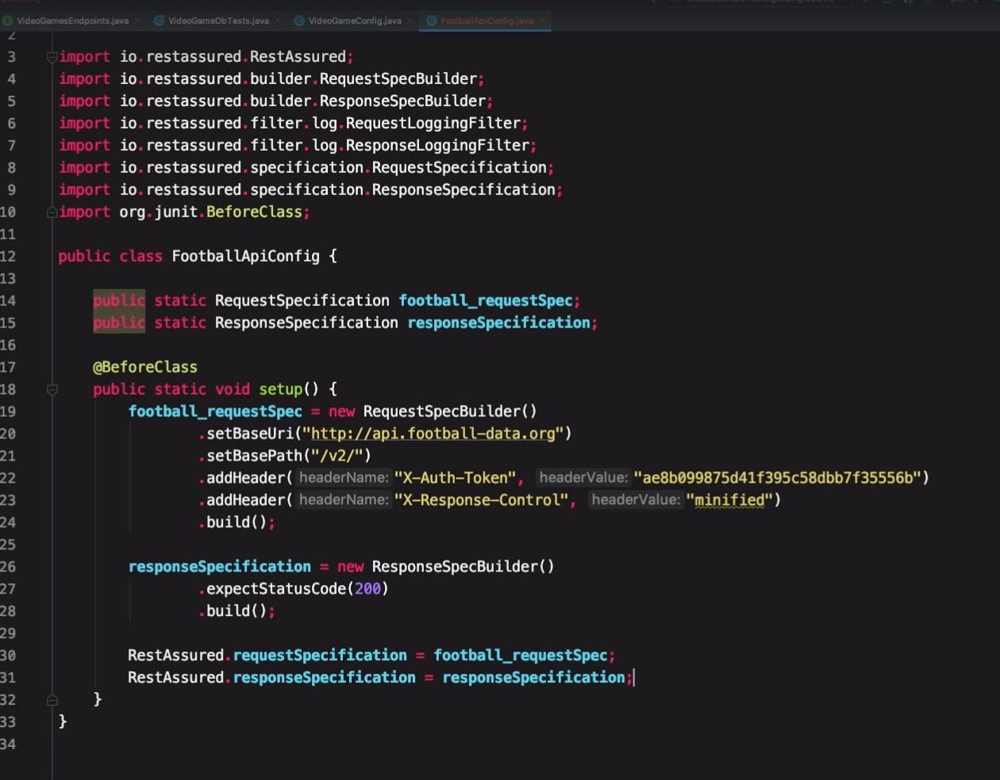 VideoGamesEndpoints.java VideoGameDbTests.java VideoGameConfig.java FootballApiConfig.java
2
3 import io.restassured.RestAssured;
4 import io.restassured.builder.RequestSpecBuilder;
5 import io.restassured.builder.ResponseSpecBuilder;
6 import io.restassured.filter.log.RequestLoggingFilter;
7 import io.restassured.filter.log.ResponseLoggingFilter;
8 import io.restassured.specification.RequestSpecification;
9 import io.restassured.specification.ResponseSpecification;
10 import org.junit.BeforeClass;
11
12 public class FootballApiConfig {
13
14 public static RequestSpecification football_requestSpec;
15 public static ResponseSpecification responseSpecification;
16
17 @BeforeClass
18 public static void setup() {
19 football_requestSpec = new RequestSpecBuilder()
20 .setBaseUri("http://api.football-data.org")
21 .setBasePath("/v2/")
22 .addHeader( headerName: "X-Auth-Token", headerValue: "ae8b099875d41f395c58dbb7f35556b")
23 .addHeader( headerName: "X-Response-Control", headerValue: "minified")
24 .build();
25
26 responseSpecification = new ResponseSpecBuilder()
27 .expectStatusCode(200)
28 .build();
29
30 RestAssured.requestSpecification = football_requestSpec;
31 RestAssured.responseSpecification = responseSpecification;
32 }
33 }
34